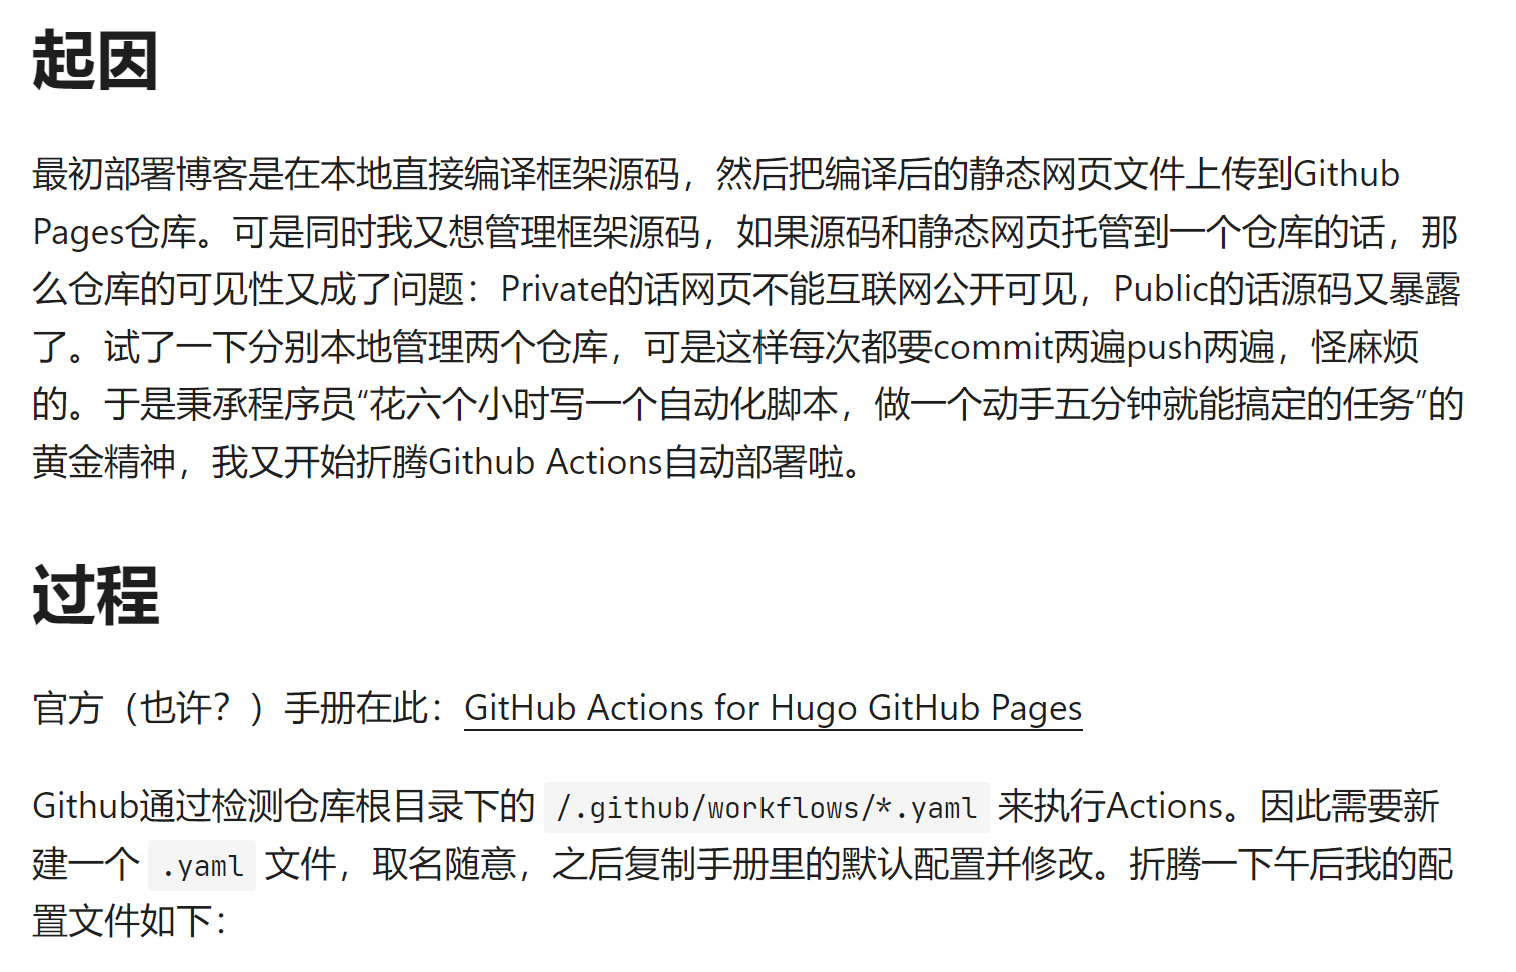 起因
最初部署博客是在本地直接编译框架源码，然后把编译后的静态网页文件上传到Github
Pages仓库。可是同时我又想管理框架源码，如果源码和静态网页托管到一个仓库的话，那
么仓库的可见性又成了问题：Private的话网页不能互联网公开可见，Public的话源码又暴露
了。试了一下分别本地管理两个仓库，可是这样每次都要commit两遍push两遍，怪麻烦
的。于是秉承程序员“花六个小时写一个自动化脚本，做一个动手五分钟就能搞定的任务”的
黄金精神，我又开始折腾Github Actions自动部署啦。
过程
官方（也许？）手册在此：GitHub Actions for Hugo GitHub Pages
Github通过检测仓库根目录下的 /.github/workflows/*.yaml 来执行Actions。因此需要新
建一个 .yaml 文件，取名随意，之后复制手册里的默认配置并修改。折腾一下午后我的配
置文件如下：